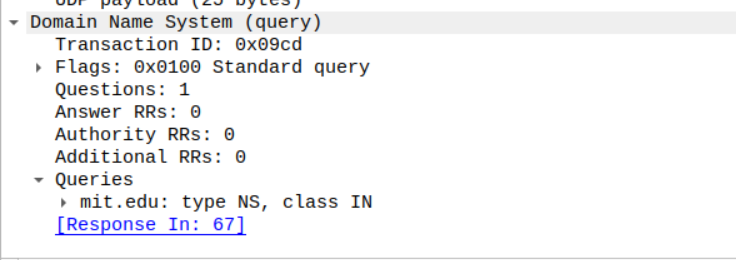 UDP payload (25 bytes)
Domain Name System (query)
Transaction ID: 0x09cd
Flags: 0x0100 Standard query
Questions: 1
Answer RRs: 0
Authority RRs: 0
Additional RRs: 0
Queries
mit.edu: type NS, class IN
[Response In: 67]